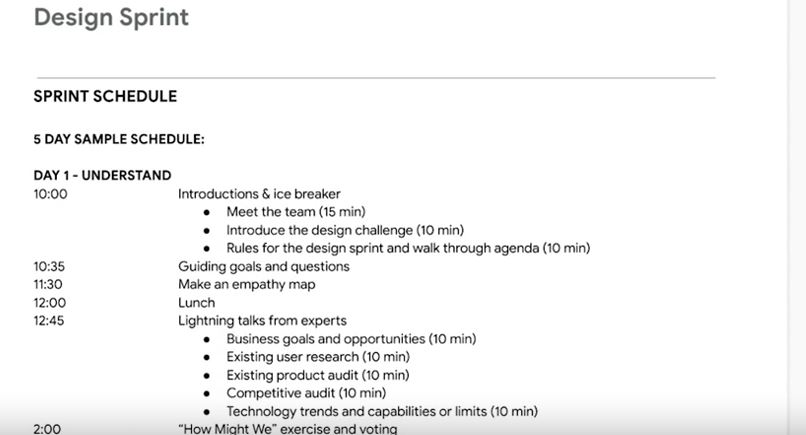 Design Sprint
SPRINT SCHEDULE
5 DAY SAMPLE SCHEDULE:
DAY 1 - UNDERSTAND
10:00 Introductions & ice breaker
● Meet the team (15 min)
● Introduce the design challenge (10 min)
● Rules for the design sprint and walk through agenda (10 min)
10:35 Guiding goals and questions
11:30 Make an empathy map
12:00 Lunch
12:45 Lightning talks from experts
● Business goals and opportunities (10 min)
● Existing user research (10 min)
● Existing product audit (10 min)
● Competitive audit (10 min)
● Technology trends and capabilities or limits (10 min)
2:00 “How Might We” exercise and voting